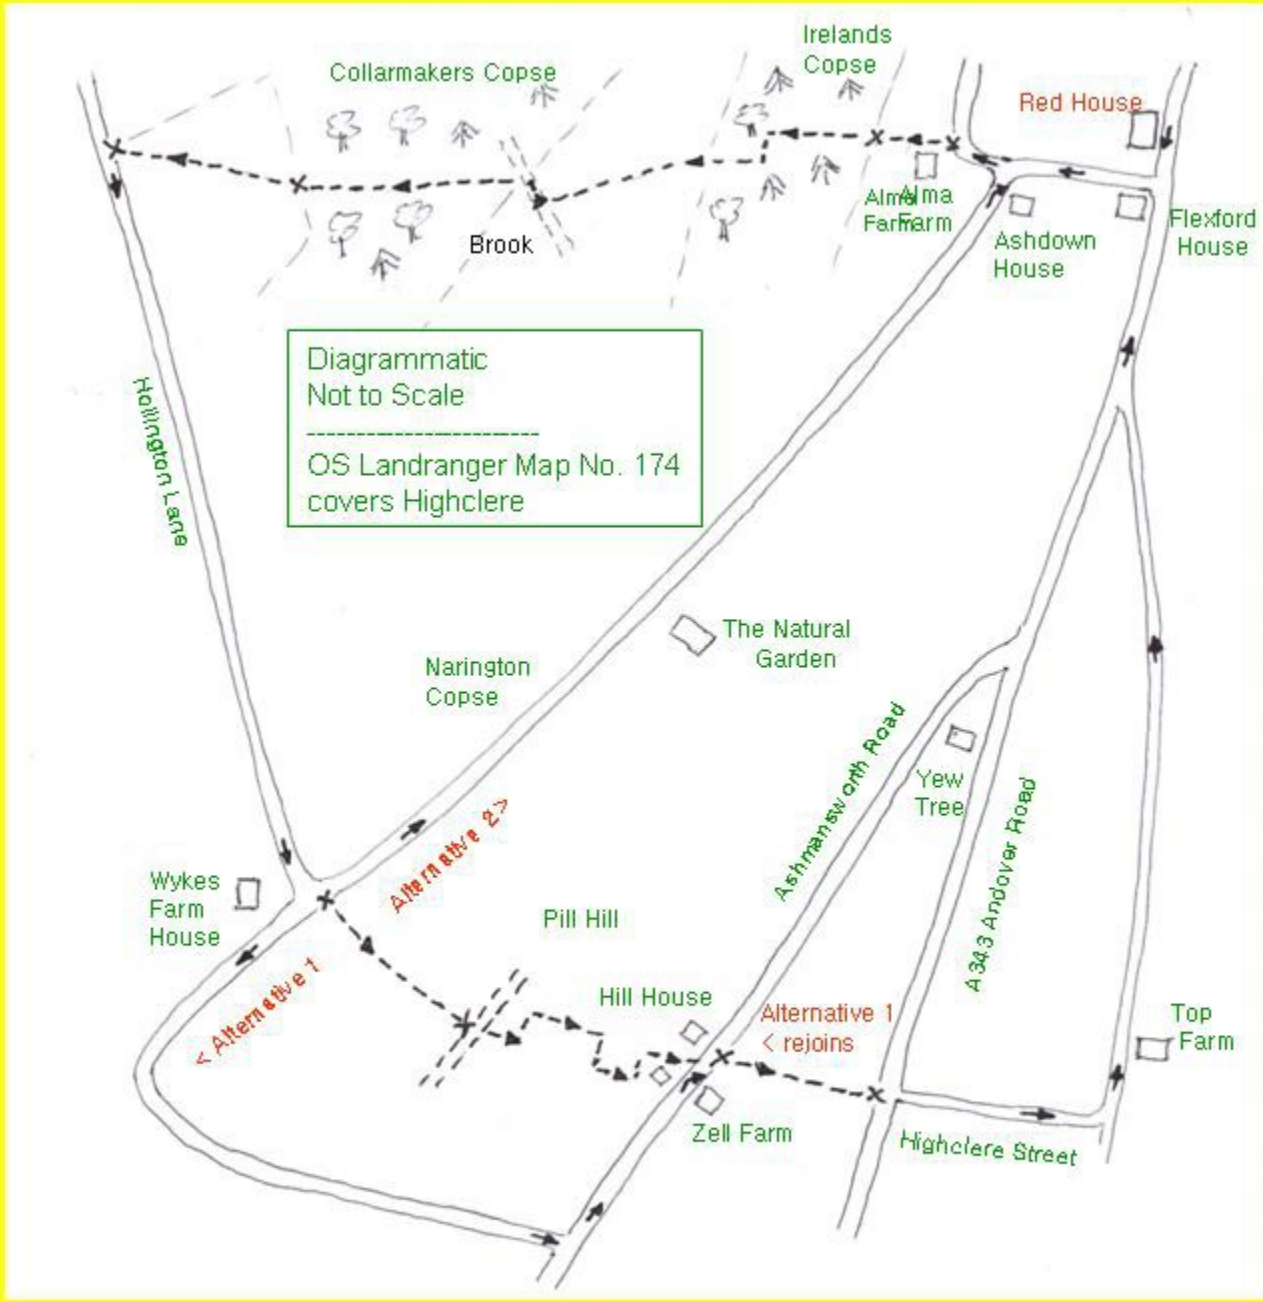 Irelands
Copse
Collarmakers Copse
Red House
Alma
Farm
Alma
Farm
Flexford
House
Ashdown
House
Brook
Diagrammatic
Not to Scale
-----------------------
OS Landranger Map No. 174
covers Highclere
Hollington Lane
The Natural
Garden
Narington
Copse
Ashmansworth Road
Yew
Tree
A343 Andover Road
Alternative 2>
Wykes
Farm
House
Pill Hill
< Alternative 1
Hill House
Alternative 1
< rejoins
Top
Farm
Zell Farm
Highclere Street